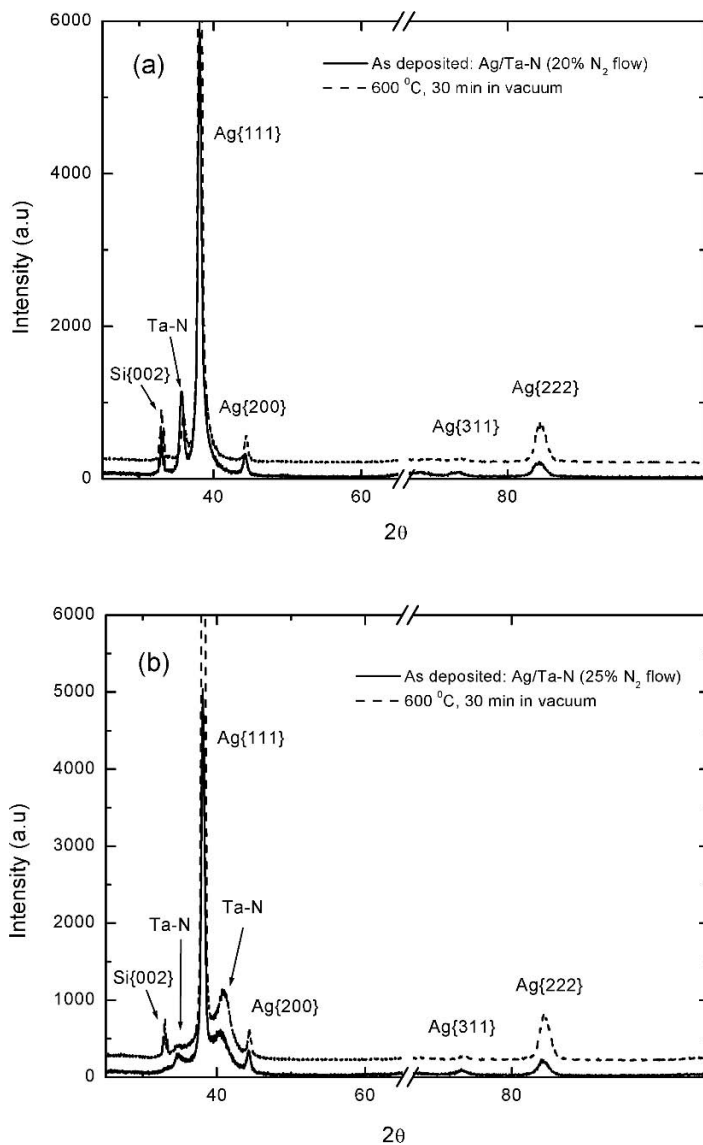 6000
(a)
As deposited: Ag/Ta-N (20% N₂ flow)
600 ⁰C, 30 min in vacuum
Ag{111}
4000
Intensity (a.u)
2000
Ta-N
Si{002}
Ag{200}
Ag{311}
Ag{222}
0
40
60
80
2θ
6000
(b)
As deposited: Ag/Ta-N (25% N₂ flow)
600 ⁰C, 30 min in vacuum
5000
Ag{111}
4000
Intensity (a.u)
3000
2000
Ta-N
Ta-N
Si{002}
Ag{200}
Ag{311}
Ag{222}
1000
0
40
60
80
2θ